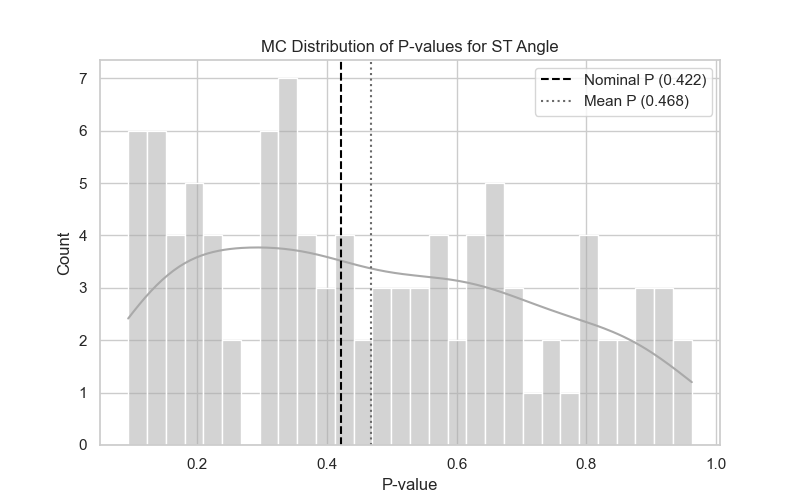 MC Distribution of P-values for ST Angle
Nominal P (0.422)
Mean P (0.468)
7
6
5
4
3
2
1
0
Count
0.2
0.4
0.6
0.8
1.0
P-value